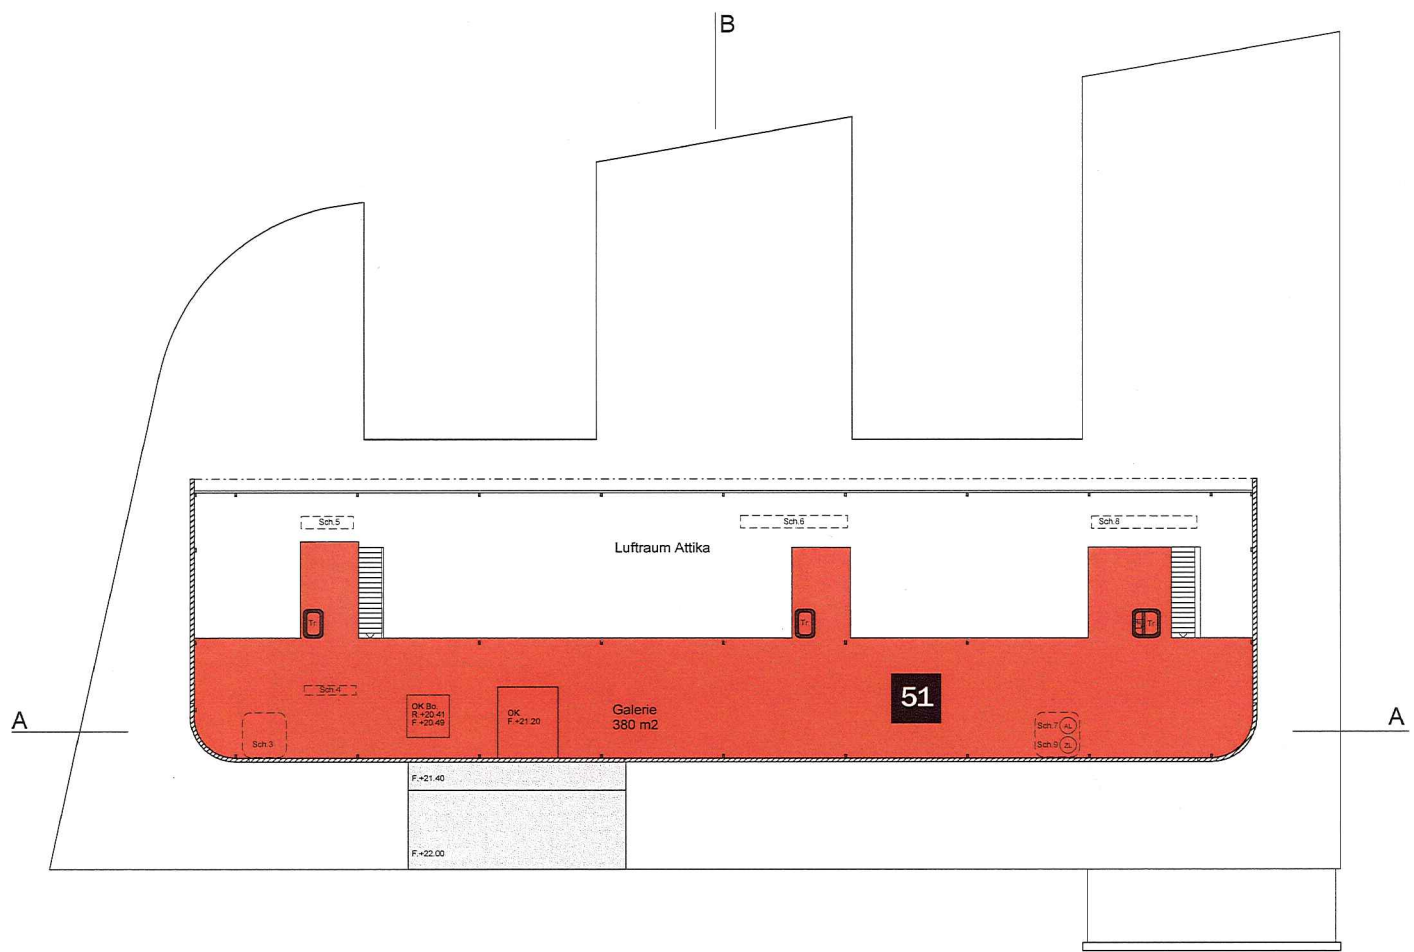 B
Sch.5
Sch.6
Sch.8
Luftraum Attika
Tr
Tr
Tr
Sch.4
OK Bo.
R.+20.41
F.+20.49
OK
F.+21.20
Galerie
380 m2
51
Sch.7 AL
Sch.9 ZL
Sch.3
A
A
F.+21.40
F.+22.00